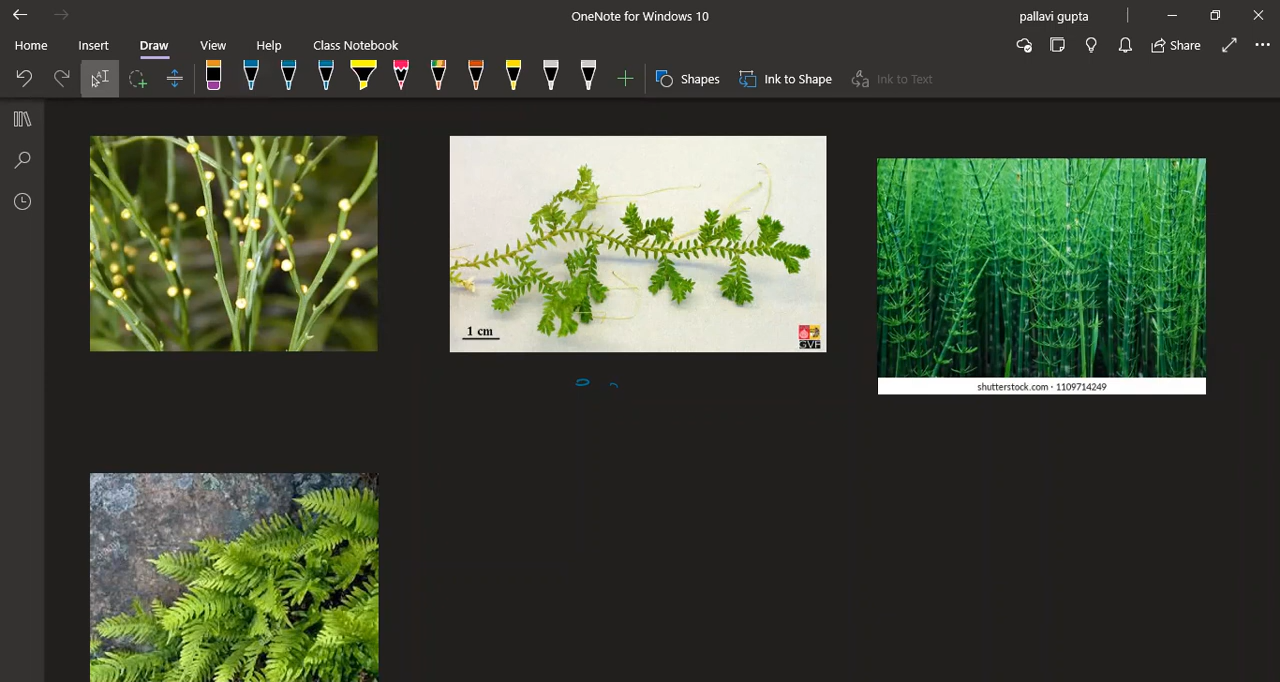 OneNote for Windows 10
pallavi gupta
Home Insert Draw View Help Class Notebook
Share
Shapes
Ink to Shape
Ink to Text
1 cm
GVF
shutterstock.com · 1109714249